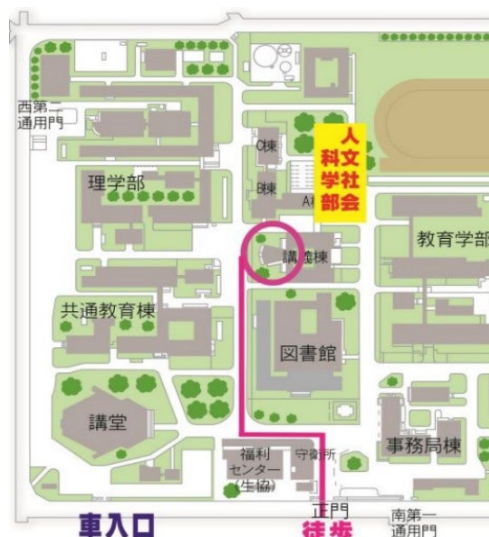 西第二
通用門
C棟
B棟
A棟
人文社会
科学部
理学部
講義棟
教育学部
共通教育棟
図書館
講堂
福利
センター
(生協)
守衛所
事務局棟
正門
南第一
通用門
車入口
徒歩